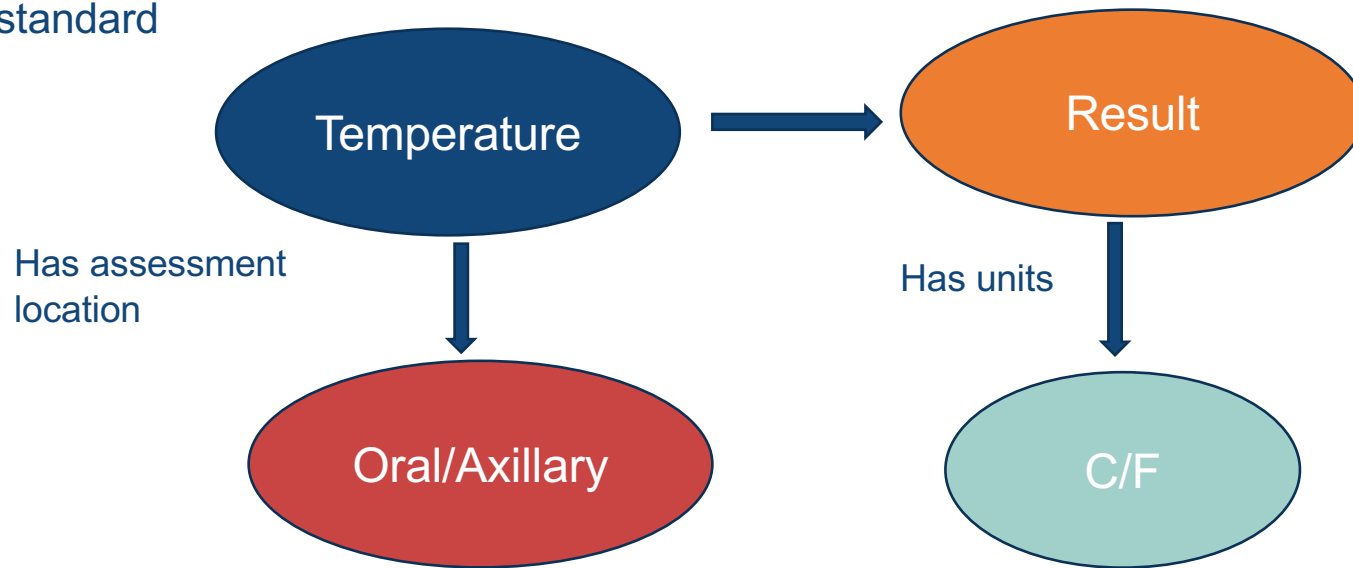 standard
Temperature
Result
Has assessment
location
Has units
Oral/Axillary
C/F